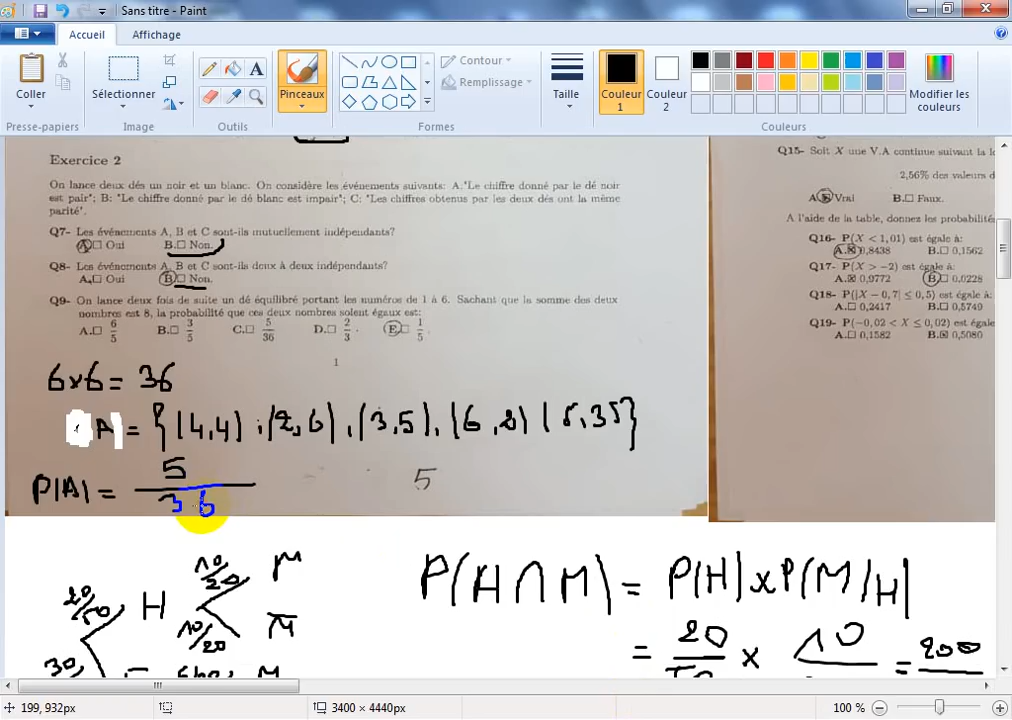 Sans titre - Paint
Accueil
Affichage
Coller
Sélectionner
Pinceaux
Contour
Remplissage
Taille
Couleur 1
Couleur 2
Modifier les couleurs
Presse-papiers
Image
Outils
Formes
Couleurs
Exercice 2
On lance deux dés un noir et un blanc. On considère les événements suivants: A:"Le chiffre donné par le dé noir
est pair"; B: "Le chiffre donné par le dé blanc est impair"; C: "Les chiffres obtenus par les deux dés ont la même
parité".
Q7- Les événements A, B et C sont-ils mutuellement indépendants?
A.☐ Oui B.☐ Non.
Q8- Les événements A, B et C sont-ils deux à deux indépendants?
A.☐ Oui B.☐ Non.
Q9- On lance deux fois de suite un dé équilibré portant les numéros de 1 à 6. Sachant que la somme des deux
nombres est 8, la probabilité que ces deux nombres soient égaux est:
A.☐ 6/5 B.☐ 3/5 C.☐ 5/36 D.☐ 2/3 . E.☐ 1/5 .
1
6x6 = 36
A = {(4,4) ; (2,6), (3,5), (6,2) (5,3)}
5
P(A) = 5/36
Q15- Soit X une V.A continue suivant la
2,56% des valeurs
A.☒ Vrai B.☐ Faux.
A l'aide de la table, donnez les probabilité
Q16- P(X < 1,01) est égale à:
A.☒ 0,8438 B.☐ 0,1562
Q17- P(X > −2) est égale à:
A.☒ 0,9772 B.☐ 0.0228
Q18- P(|X − 0,7| ≤ 0,5) est égale
A.☐ 0,2417 B.☐ 0,5749
Q19- P(−0,02 < X ≤ 0,02) est égale
A.☐ 0,1582 B.☒ 0,5080
20/50 H 10/20 M
10/20 M̄
30
P(H∩M) = P(H) x P(M/H)
= 20/50 x 10 = 200
199, 932px
3400 × 4440px
100 %